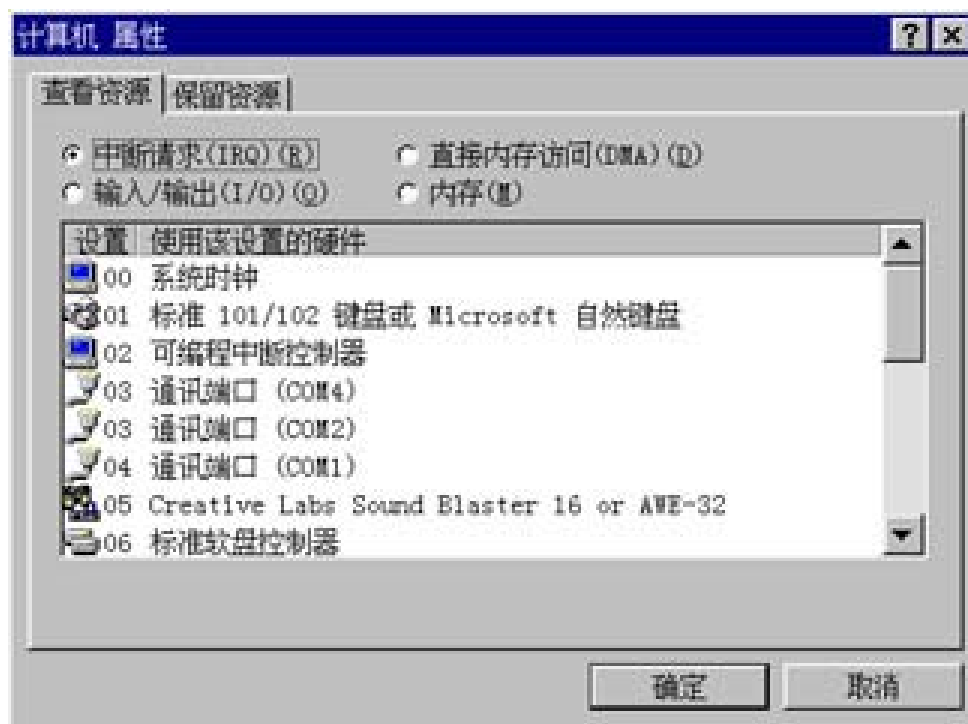 计算机 属性
查看资源 保留资源
中断请求(IRQ)(R) 直接内存访问(DMA)(D)
输入/输出(I/O)(O) 内存(M)
设置 使用该设置的硬件
00 系统时钟
01 标准 101/102 键盘或 Microsoft 自然键盘
02 可编程中断控制器
03 通讯端口 (COM4)
03 通讯端口 (COM2)
04 通讯端口 (COM1)
05 Creative Labs Sound Blaster 16 or AWE-32
06 标准软盘控制器
确定 取消